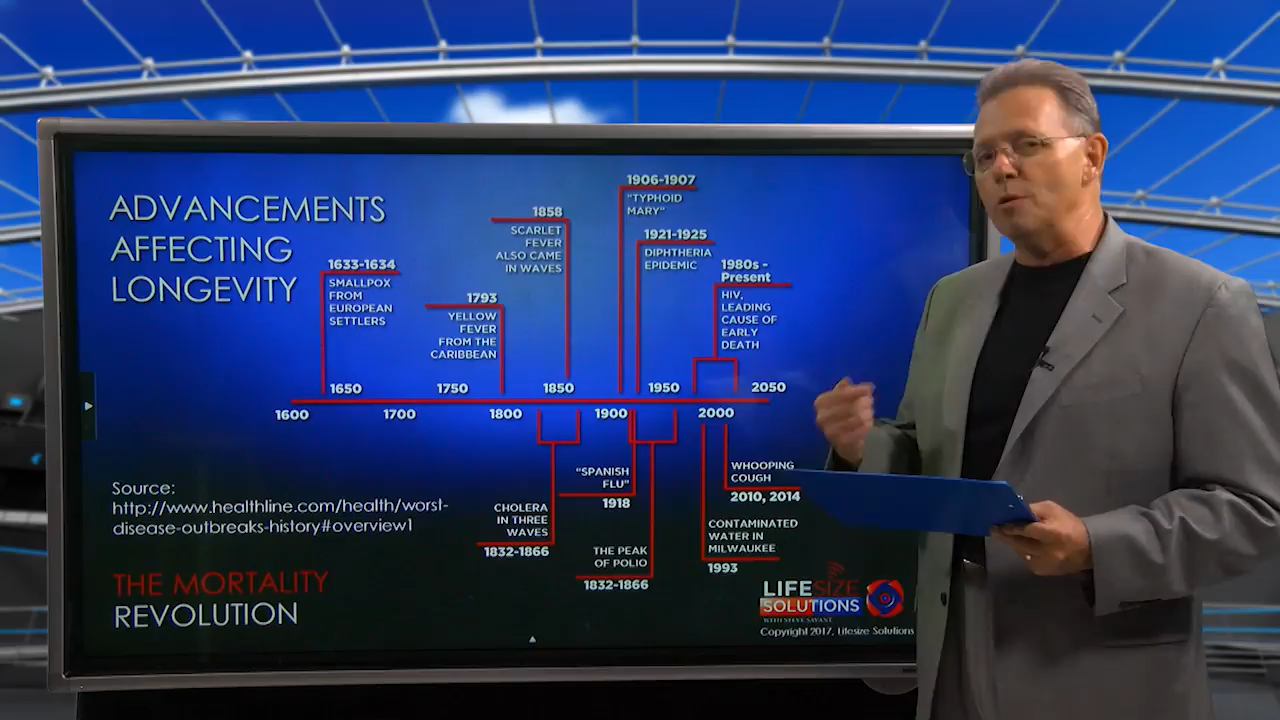 ADVANCEMENTS
AFFECTING
LONGEVITY
1633-1634
SMALLPOX
FROM
EUROPEAN
SETTLERS
1793
YELLOW
FEVER
FROM THE
CARIBBEAN
1858
SCARLET
FEVER
ALSO CAME
IN WAVES
1906-1907
"TYPHOID
MARY"
1921-1925
DIPHTHERIA
EPIDEMIC
1980s -
Present
HIV,
LEADING
CAUSE OF
EARLY
DEATH
1650 1750 1850 1950 2050
1600 1700 1800 1900 2000
CHOLERA
IN THREE
WAVES
1832-1866
"SPANISH
FLU"
1918
THE PEAK
OF POLIO
1832-1866
CONTAMINATED
WATER IN
MILWAUKEE
1993
WHOOPING
COUGH
2010, 2014
Source:
http://www.healthline.com/health/worst-
disease-outbreaks-history#overview1
THE MORTALITY
REVOLUTION
LIFESIZE
SOLUTIONS
WITH STEVE SAVANT
Copyright 2017, Lifesize Solutions